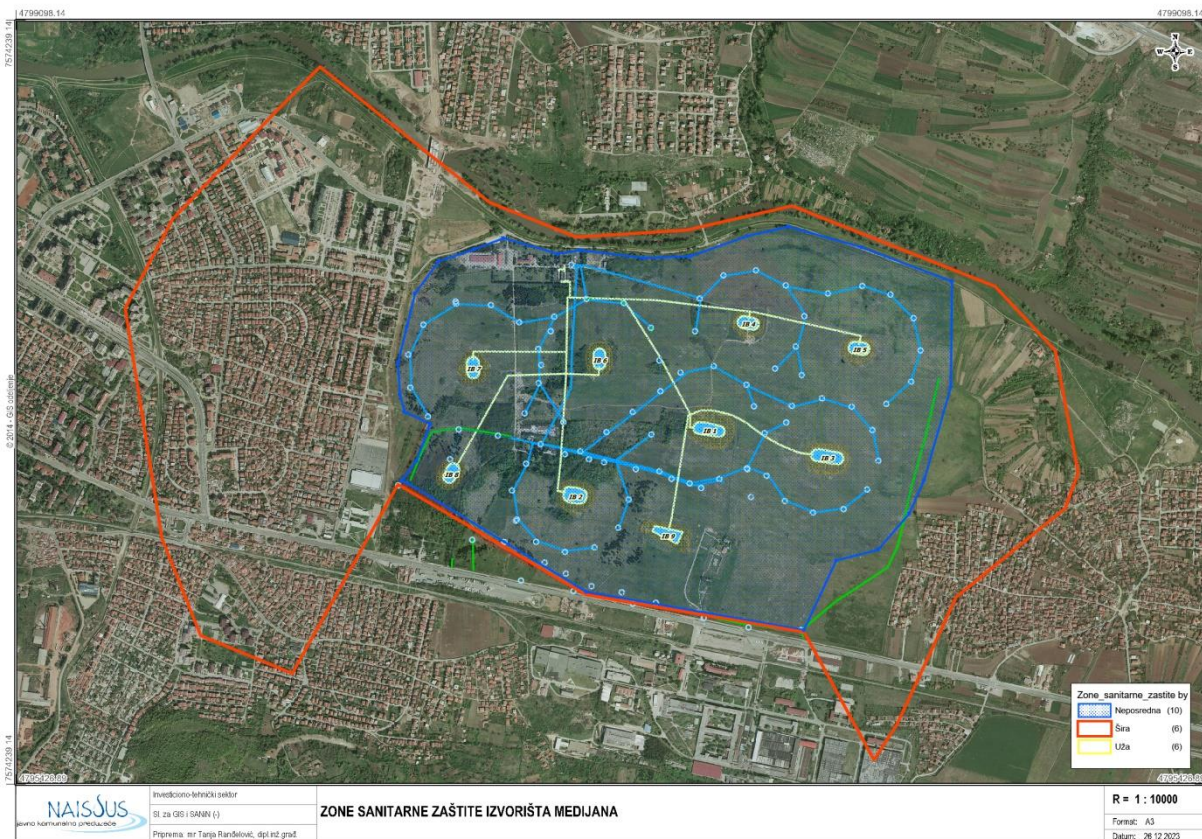 4799098.14
4799098.14
7574239.14
IB 4
IB 5
IB 6
IB 7
IB 1
IB 3
IB 8
IB 2
IB 9
© 2014 - GIS odeljenje
Zone_sanitarne_zastite by
Neposredna (10)
Šira (6)
Uža (6)
7574239.14
4795128.89
4795128.89
NAISSUS
javno komunalno preduzeće
Investiciono-tehnički sektor
Sl. za GIS i SANIN (-)
Priprema: mr Tanja Ranđelović, dipl.inž.građ.
ZONE SANITARNE ZAŠTITE IZVORIŠTA MEDIJANA
R = 1 : 10000
Format: A3
Datum: 26.12.2023
N
W
E
S